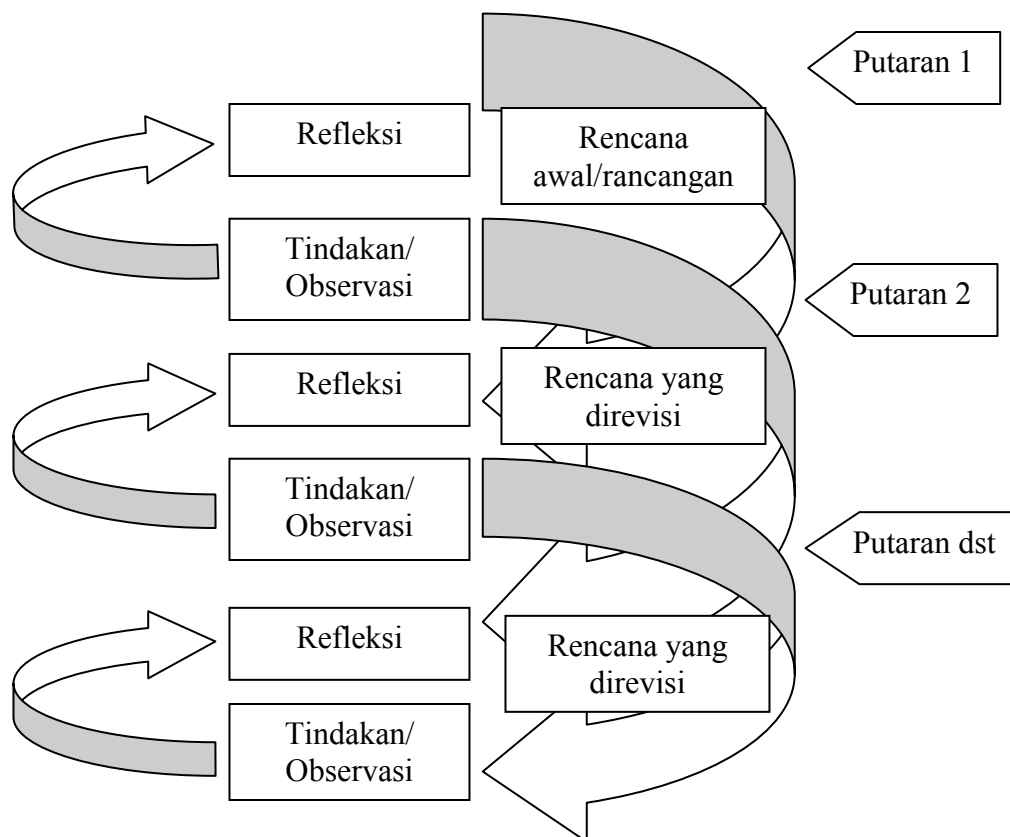 Putaran 1
Refleksi
Rencana
awal/rancangan
Tindakan/
Observasi
Putaran 2
Refleksi
Rencana yang
direvisi
Tindakan/
Observasi
Putaran dst
Refleksi
Rencana yang
direvisi
Tindakan/
Observasi